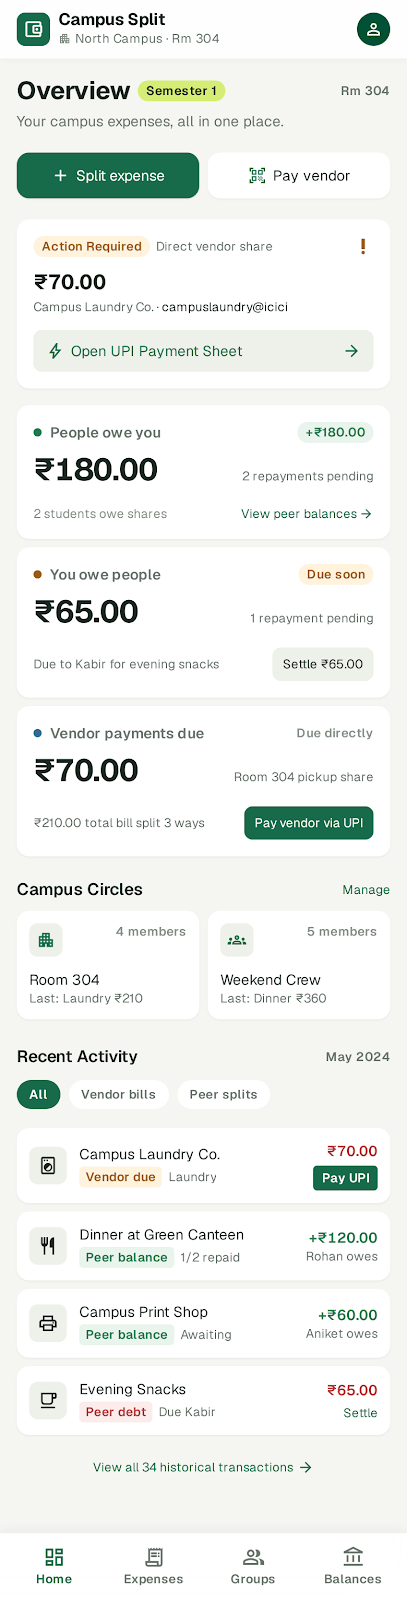 Campus Split
North Campus · Rm 304
Overview Semester 1 Rm 304
Your campus expenses, all in one place.
+ Split expense Pay vendor
Action Required Direct vendor share !
₹70.00
Campus Laundry Co. · campuslaundry@icici
Open UPI Payment Sheet →
People owe you +₹180.00
₹180.00 2 repayments pending
2 students owe shares View peer balances →
You owe people Due soon
₹65.00 1 repayment pending
Due to Kabir for evening snacks Settle ₹65.00
Vendor payments due Due directly
₹70.00 Room 304 pickup share
₹210.00 total bill split 3 ways Pay vendor via UPI
Campus Circles Manage
4 members 5 members
Room 304 Weekend Crew
Last: Laundry ₹210 Last: Dinner ₹360
Recent Activity May 2024
All Vendor bills Peer splits
Campus Laundry Co. ₹70.00
Vendor due Laundry Pay UPI
Dinner at Green Canteen +₹120.00
Peer balance 1/2 repaid Rohan owes
Campus Print Shop +₹60.00
Peer balance Awaiting Aniket owes
Evening Snacks ₹65.00
Peer debt Due Kabir Settle
View all 34 historical transactions →
Home Expenses Groups Balances